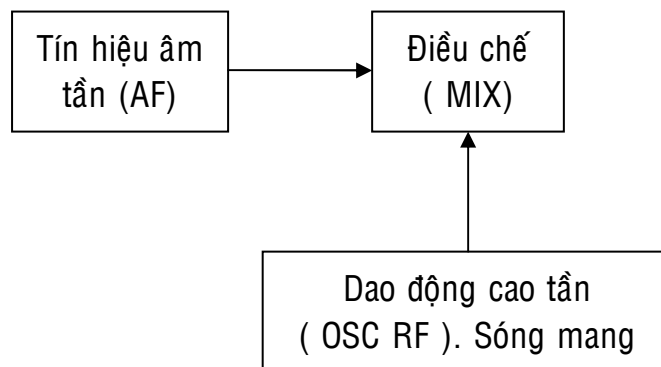 Tín hiệu âm
tần (AF)
Điều chế
( MIX)
Dao động cao tần
( OSC RF ). Sóng mang